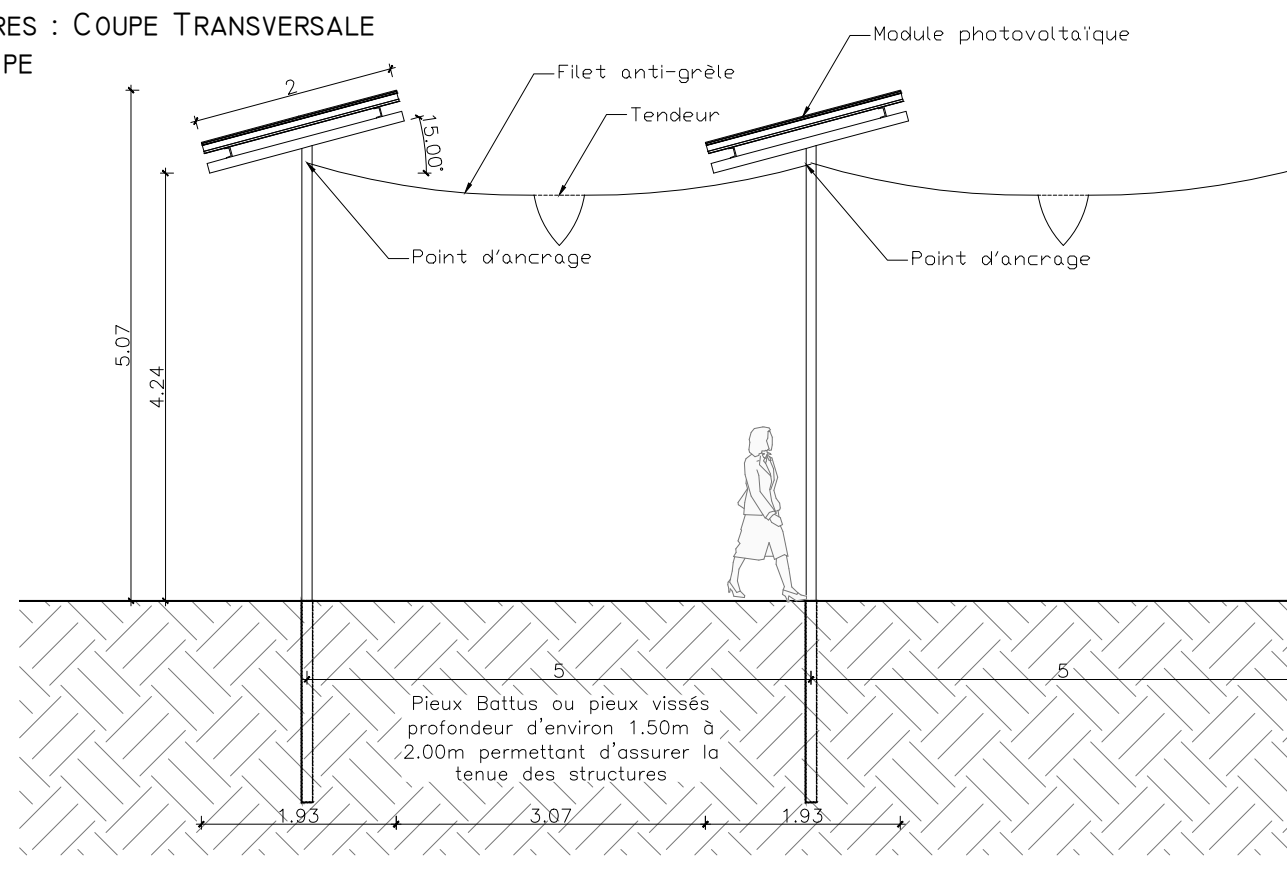 RES : COUPE TRANSVERSALE
PE
Module photovoltaïque
Filet anti-grèle
2
Tendeur
15.00°
Point d'ancrage
Point d'ancrage
5.07
4.24
5
5
Pieux Battus ou pieux vissés
profondeur d'environ 1.50m à
2.00m permettant d'assurer la
tenue des structures
1.93
3.07
1.93